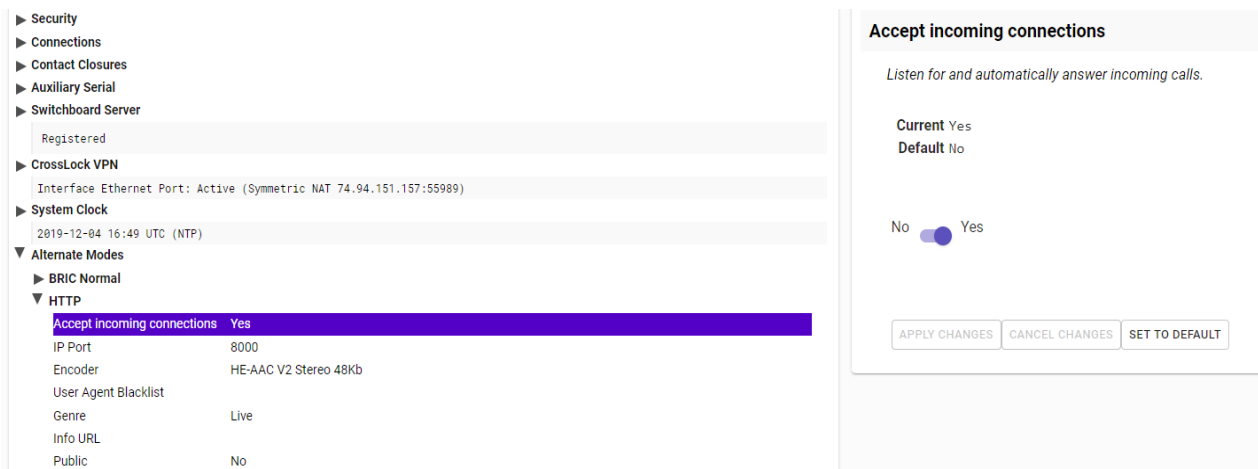 Security
Connections
Contact Closures
Auxiliary Serial
Switchboard Server
Registered
CrossLock VPN
Interface Ethernet Port: Active (Symmetric NAT 74.94.151.157:55989)
System Clock
2019-12-04 16:49 UTC (NTP)
Alternate Modes
BRIC Normal
HTTP
Accept incoming connections Yes
IP Port 8000
Encoder HE-AAC V2 Stereo 48Kb
User Agent Blacklist
Genre Live
Info URL
Public No
Accept incoming connections
Listen for and automatically answer incoming calls.
Current Yes
Default No
No Yes
APPLY CHANGES CANCEL CHANGES SET TO DEFAULT